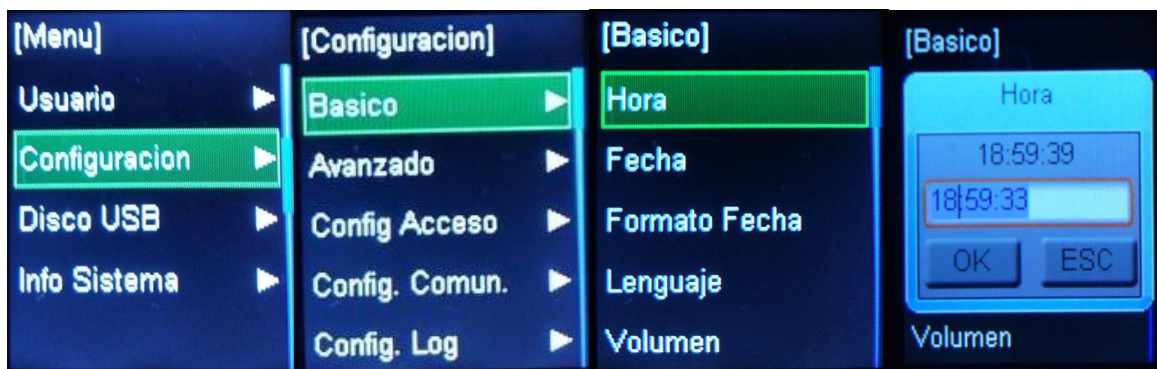 [Menu]
Usuario
Configuracion
Disco USB
Info Sistema
[Configuracion]
Basico
Avanzado
Config Acceso
Config. Comun.
Config. Log
[Basico]
Hora
Fecha
Formato Fecha
Lenguaje
Volumen
[Basico]
Hora
18:59:39
18:59:33
OK ESC
Volumen